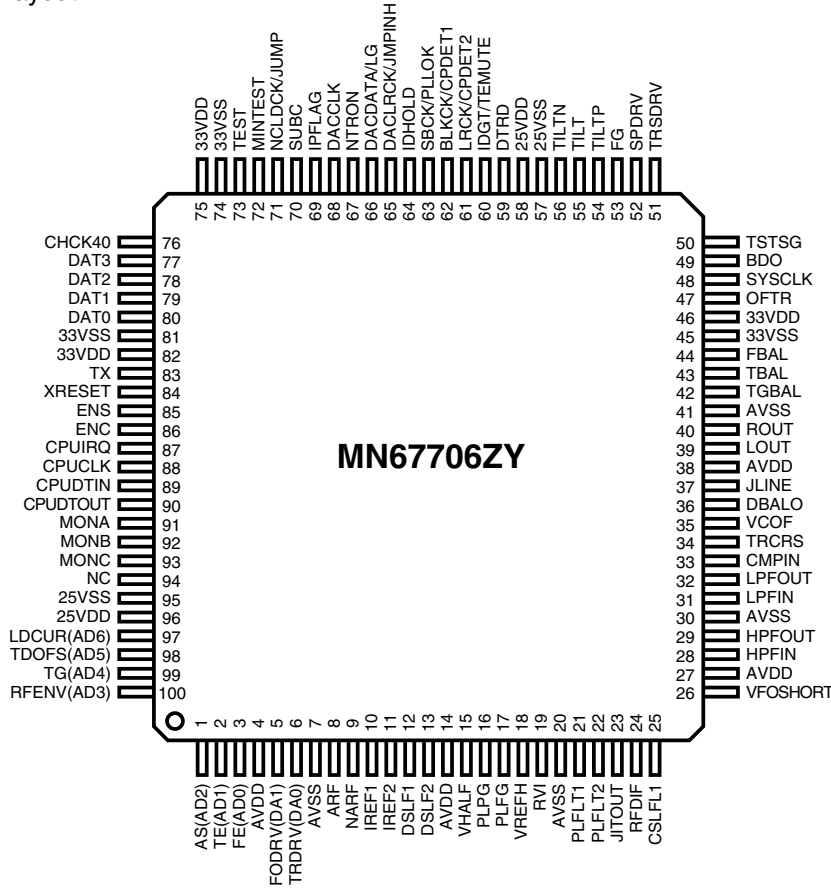 33VDD
33VSS
TEST
MINTEST
NCLDCK/JUMP
SUBC
IPFLAG
DACCLK
NTRON
DACDATA/LG
DACLRCK/JMPINH
IDHOLD
SBCK/PLLOK
BLKCK/CPDET1
LRCK/CPDET2
IDGT/TEMUTE
DTRD
25VDD
25VSS
TILTN
TILT
TILTP
FG
SPDRV
TRSDRV
75 74 73 72 71 70 69 68 67 66 65 64 63 62 61 60 59 58 57 56 55 54 53 52 51
CHCK40 76
DAT3 77
DAT2 78
DAT1 79
DAT0 80
33VSS 81
33VDD 82
TX 83
XRESET 84
ENS 85
ENC 86
CPUIRQ 87
CPUCLK 88
CPUDTIN 89
CPUDTOUT 90
MONA 91
MONB 92
MONC 93
NC 94
25VSS 95
25VDD 96
LDCUR(AD6) 97
TDOFS(AD5) 98
TG(AD4) 99
RFENV(AD3) 100
MN67706ZY
50 TSTSG
49 BDO
48 SYSCLK
47 OFTR
46 33VDD
45 33VSS
44 FBAL
43 TBAL
42 TGBAL
41 AVSS
40 ROUT
39 LOUT
38 AVDD
37 JLINE
36 DBALO
35 VCOF
34 TRCRS
33 CMPIN
32 LPFOUT
31 LPFIN
30 AVSS
29 HPFOUT
28 HPFIN
27 AVDD
26 VFOSHORT
1 2 3 4 5 6 7 8 9 10 11 12 13 14 15 16 17 18 19 20 21 22 23 24 25
AS(AD2)
TE(AD1)
FE(AD0)
AVDD
FODRV(DA1)
TRDRV(DA0)
AVSS
ARF
NARF
IREF1
IREF2
DSLF1
DSLF2
AVDD
VHALF
PLPG
PLFG
VREFH
RVI
AVSS
PLFLT1
PLFLT2
JITOUT
RFDIF
CSLFL1